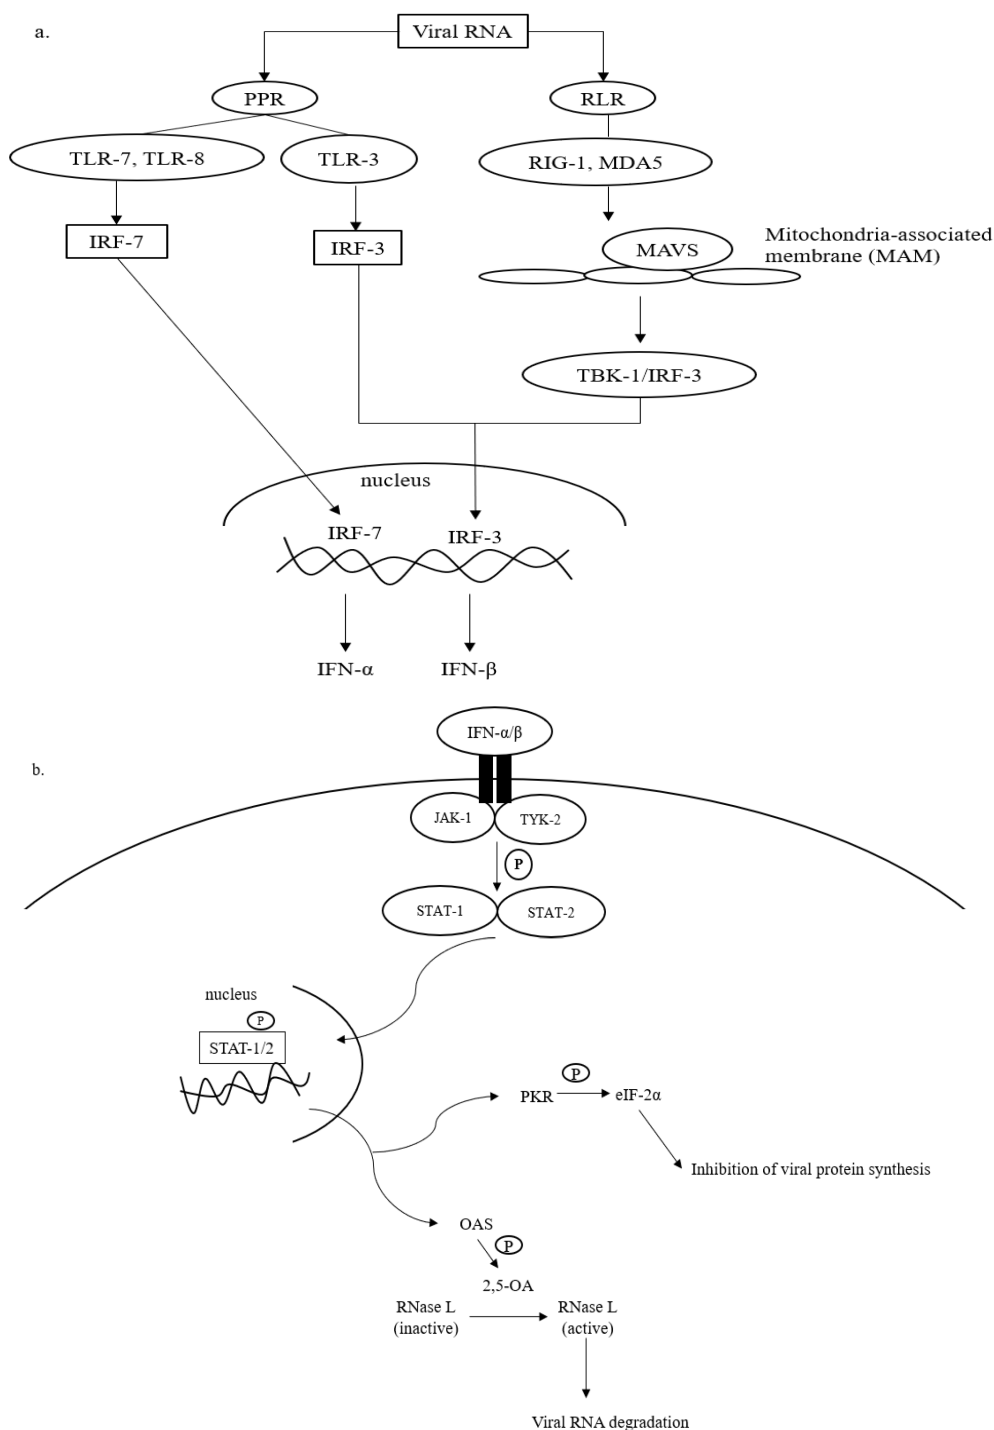 a.
Viral RNA
PPR
RLR
TLR-7, TLR-8
TLR-3
RIG-1, MDA5
IRF-7
IRF-3
MAVS
Mitochondria-associated
membrane (MAM)
TBK-1/IRF-3
nucleus
IRF-7
IRF-3
IFN-α
IFN-β
b.
IFN-α/β
JAK-1
TYK-2
P
STAT-1
STAT-2
nucleus
P
STAT-1/2
PKR
P
eIF-2α
Inhibition of viral protein synthesis
OAS
P
2,5-OA
RNase L
(inactive)
RNase L
(active)
Viral RNA degradation